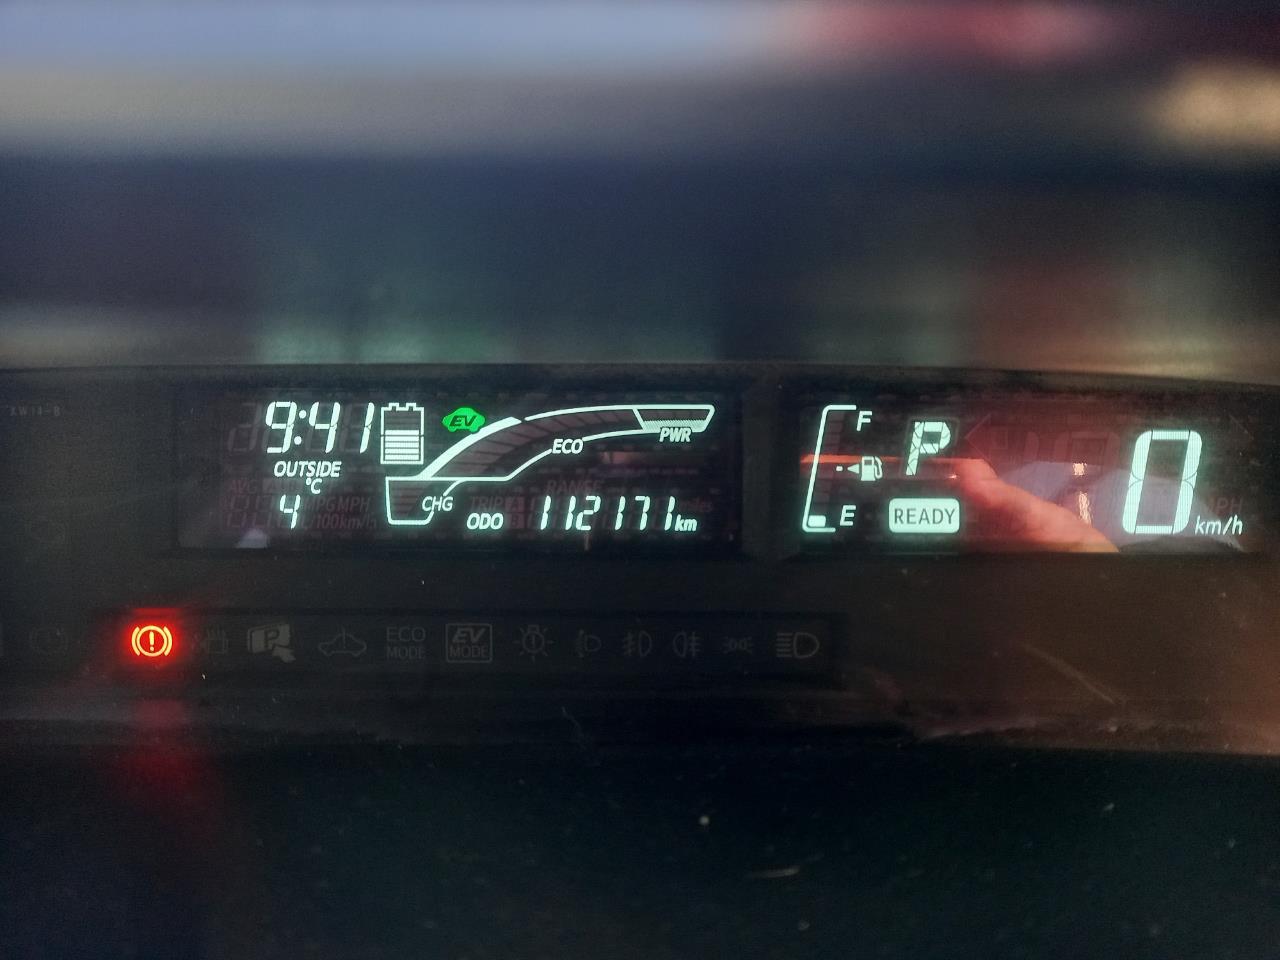 9:41
EV
PWR
ECO
OUTSIDE
°C
4
CHG
ODO 112171 km
F
P
E
READY
0 km/h
ECO MODE
EV MODE